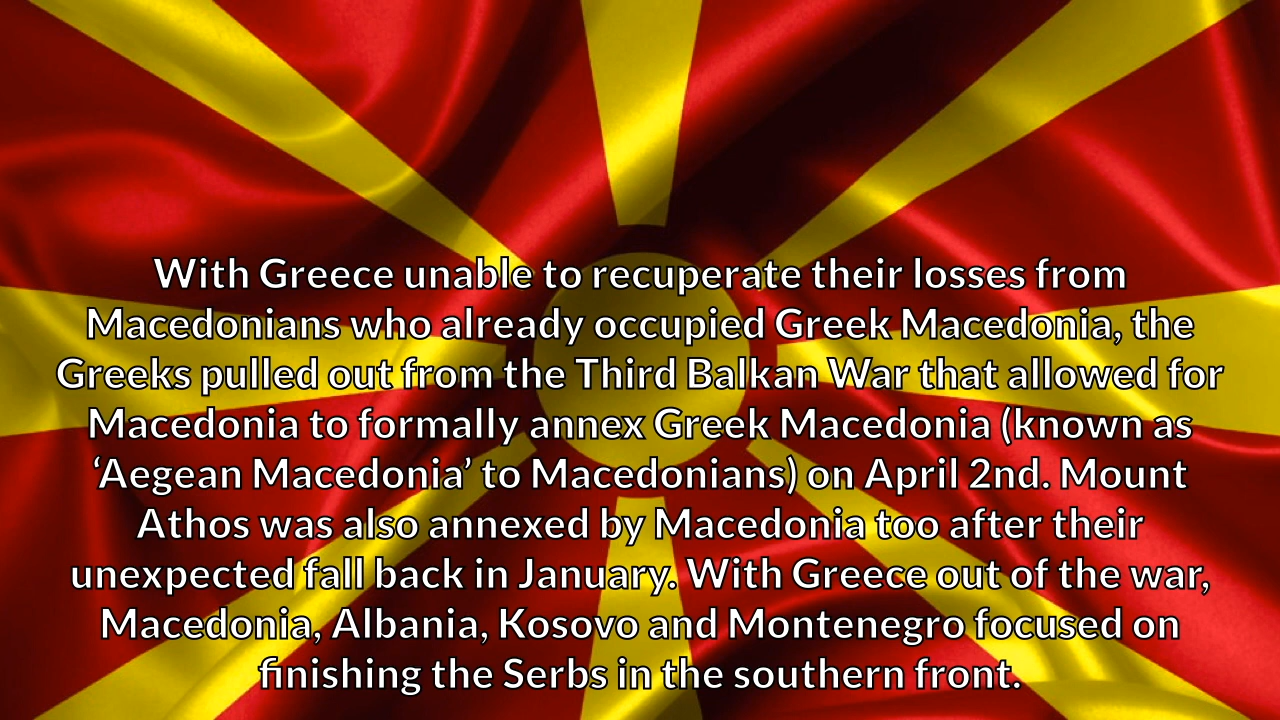 With Greece unable to recuperate their losses from
Macedonians who already occupied Greek Macedonia, the
Greeks pulled out from the Third Balkan War that allowed for
Macedonia to formally annex Greek Macedonia (known as
‘Aegean Macedonia’ to Macedonians) on April 2nd. Mount
Athos was also annexed by Macedonia too after their
unexpected fall back in January. With Greece out of the war,
Macedonia, Albania, Kosovo and Montenegro focused on
finishing the Serbs in the southern front.